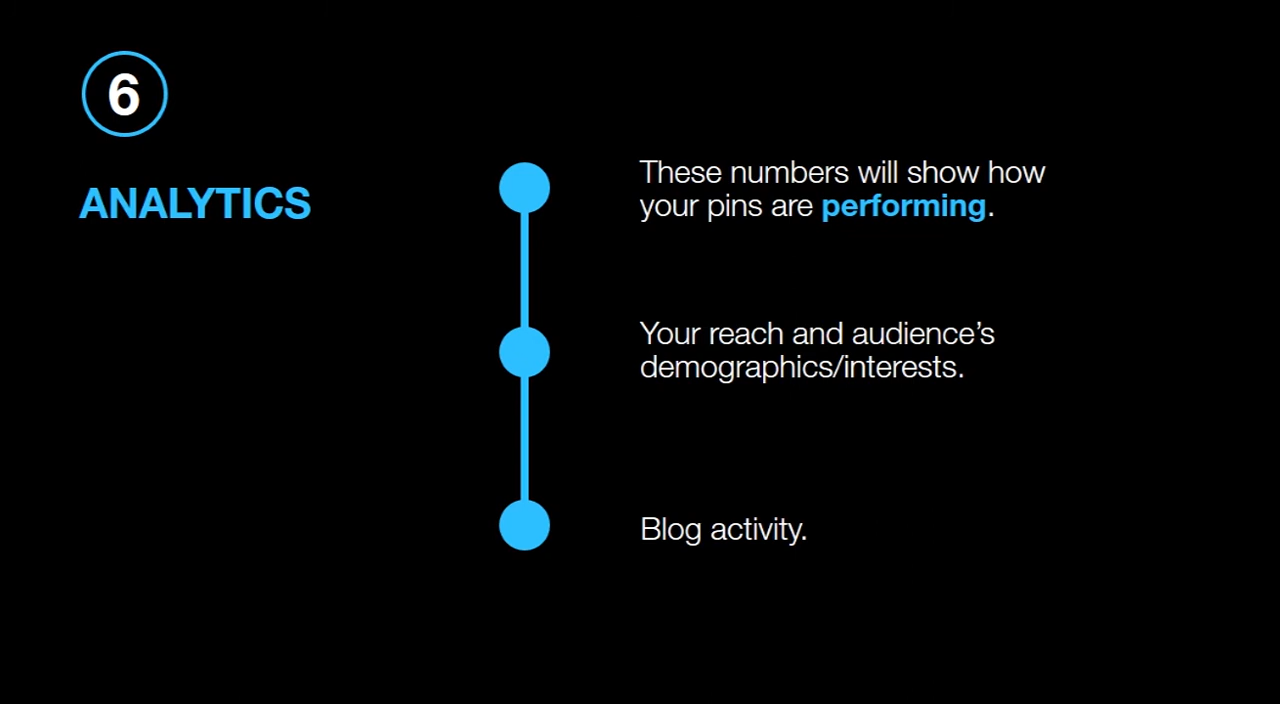 6
ANALYTICS
These numbers will show how
your pins are performing.
Your reach and audience’s
demographics/interests.
Blog activity.